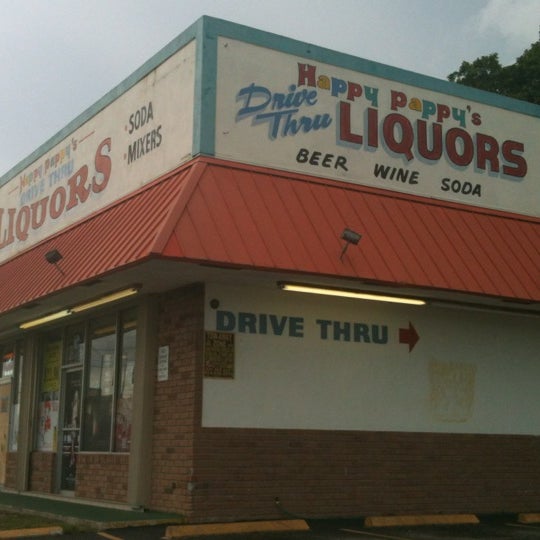 Happy Pappy's
DRIVE THRU
LIQUORS
· SODA
· MIXERS
Happy Pappy's
Drive Thru
LIQUORS
BEER WINE SODA
DRIVE THRU